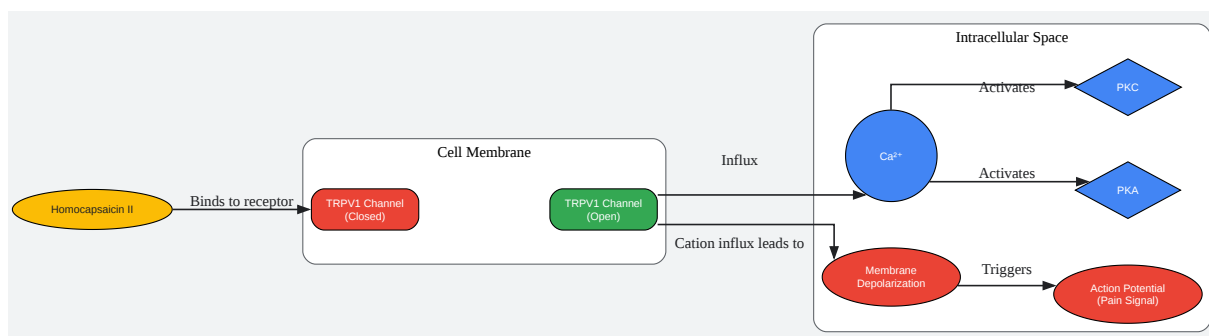 Intracellular Space
Activates
PKC
Cell Membrane
Influx
Ca²⁺
Activates
PKA
Homocapsaicin II
Binds to receptor
TRPV1 Channel
(Closed)
TRPV1 Channel
(Open)
Cation influx leads to
Membrane
Depolarization
Triggers
Action Potential
(Pain Signal)